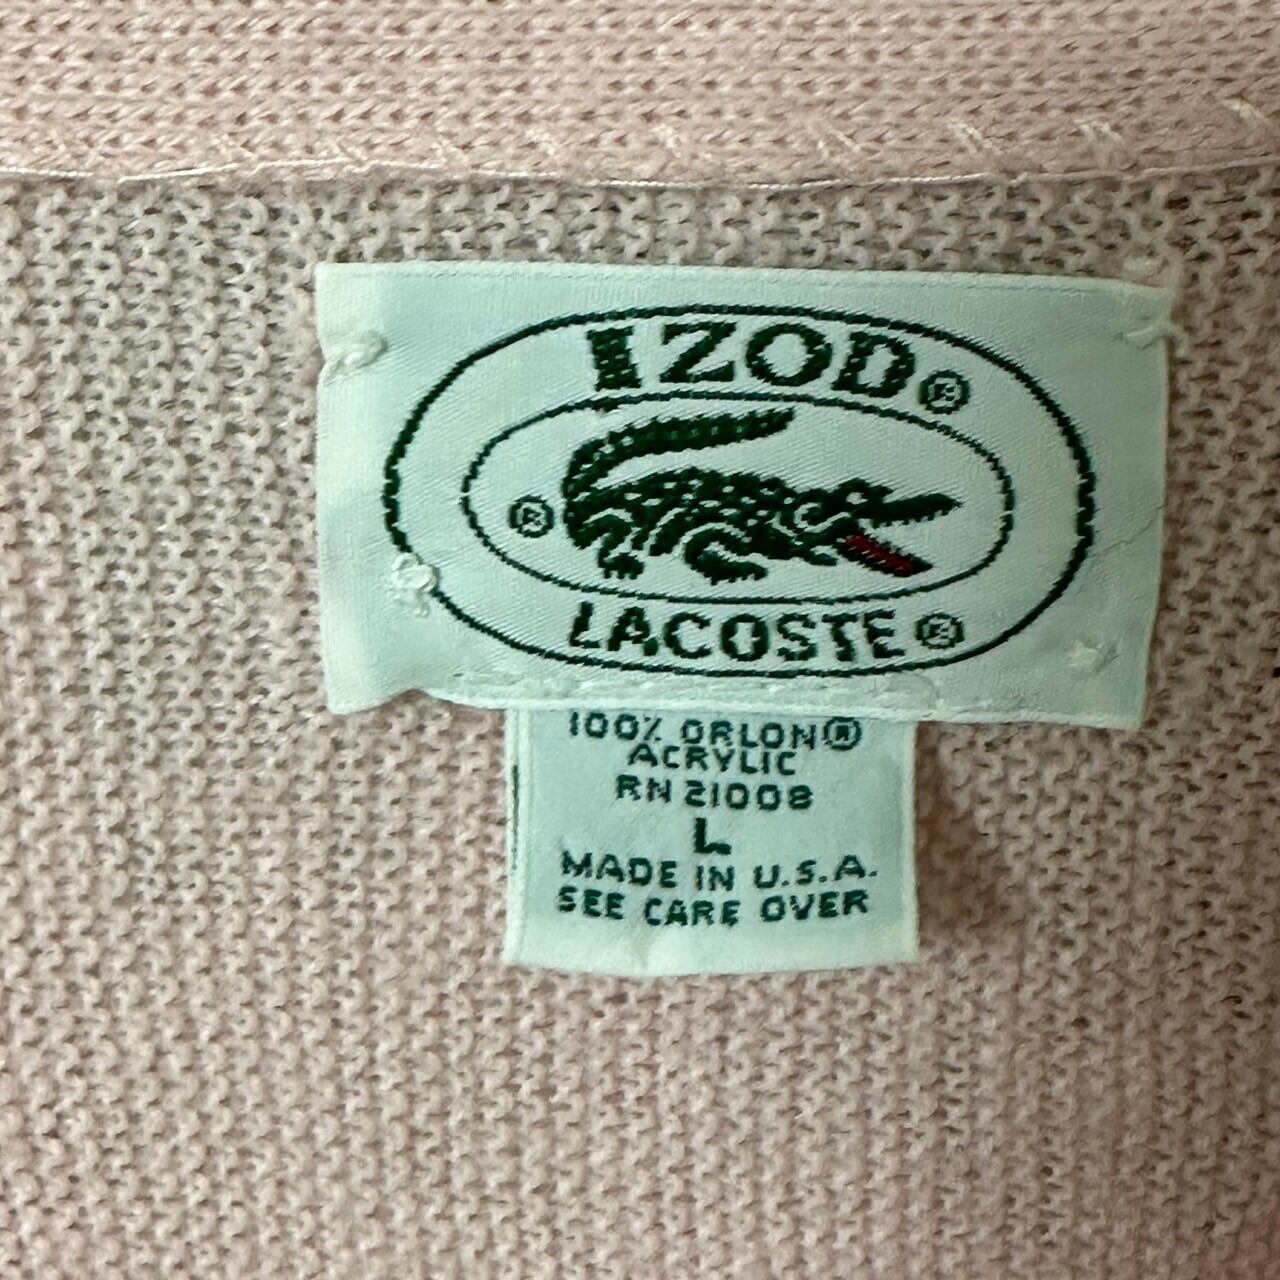 IZOD®
®
LACOSTE®
100% ORLON®
ACRYLIC
RN 21008
L
MADE IN U.S.A.
SEE CARE OVER